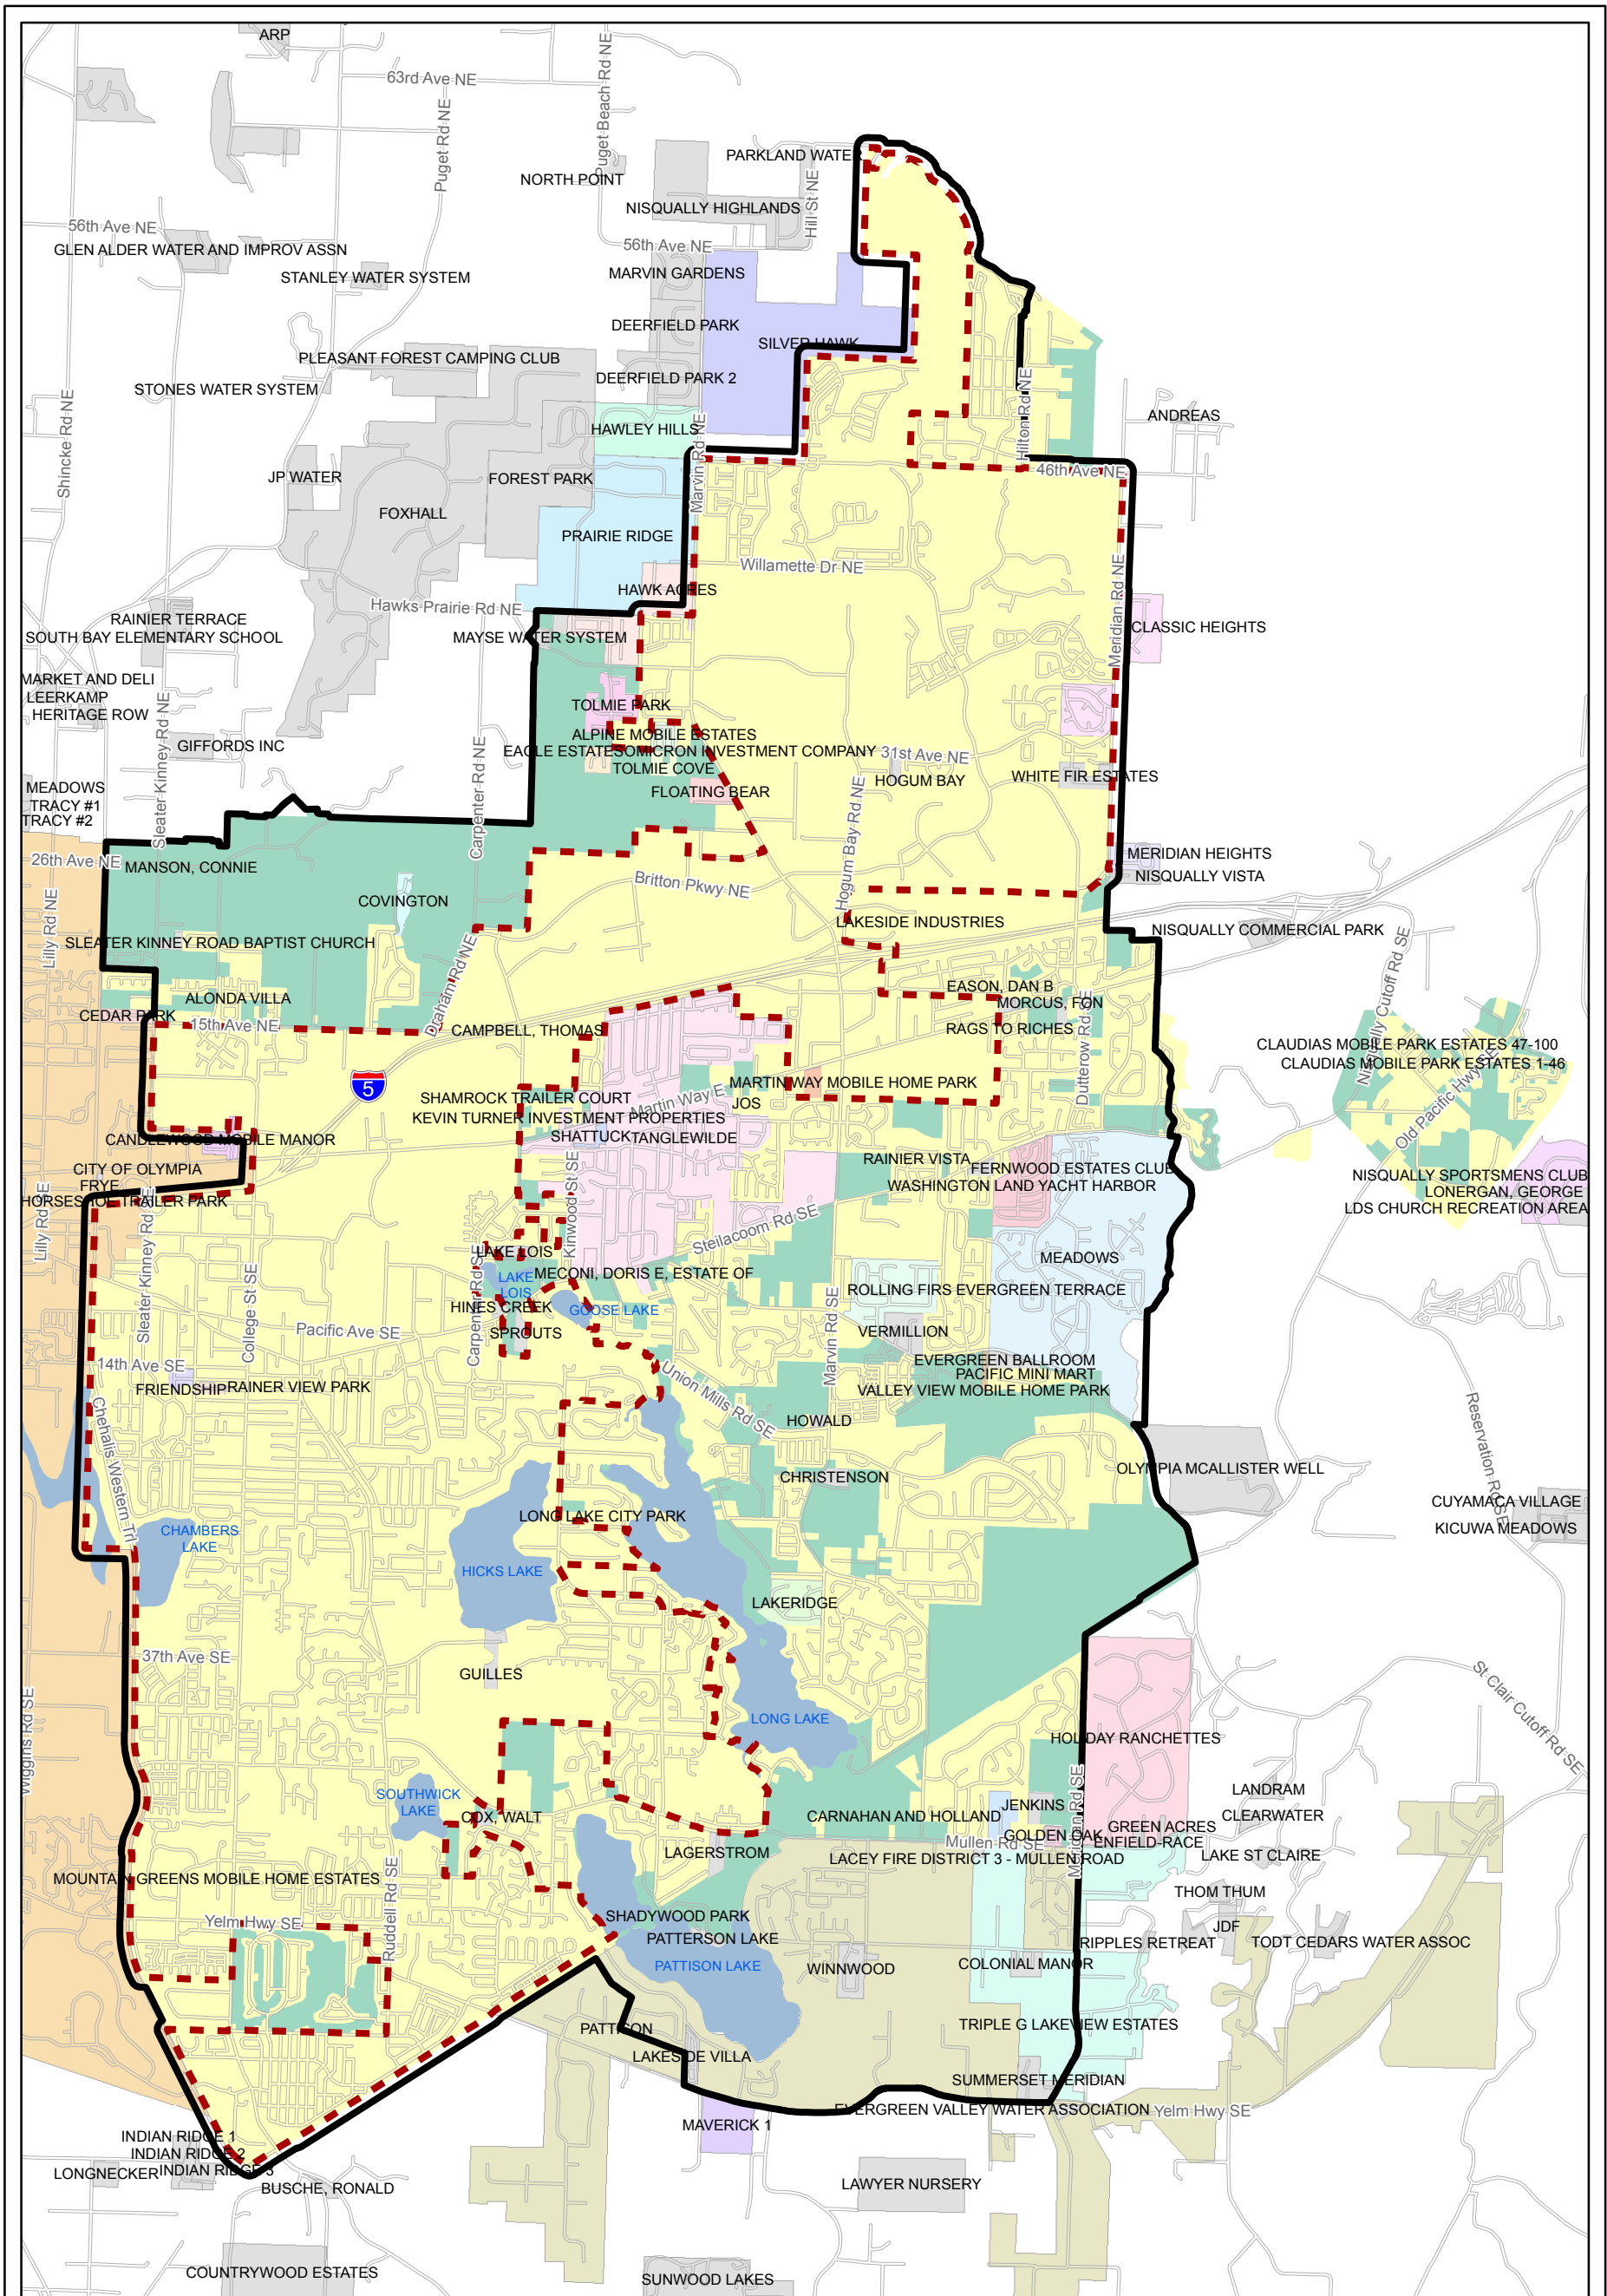 ARP
63rd Ave NE
Puget Beach Rd NE
Puget Rd NE
PARKLAND WATER
NORTH POINT
Hill St NE
NISQUALLY HIGHLANDS
56th Ave NE
56th Ave NE
GLEN ALDER WATER AND IMPROV ASSN
MARVIN GARDENS
STANLEY WATER SYSTEM
DEERFIELD PARK
SILVER HAWK
PLEASANT FOREST CAMPING CLUB
DEERFIELD PARK 2
STONES WATER SYSTEM
Hilton Rd NE
ANDREAS
HAWLEY HILLS
Shincke Rd NE
Marvin Rd NE
46th Ave NE
JP WATER
FOREST PARK
FOXHALL
PRAIRIE RIDGE
Willamette Dr NE
HAWK ACRES
Hawks Prairie Rd NE
Meridian Rd NE
RAINIER TERRACE
CLASSIC HEIGHTS
SOUTH BAY ELEMENTARY SCHOOL
MAYSE WATER SYSTEM
MARKET AND DELI
LEERKAMP
TOLMIE PARK
HERITAGE ROW
Sleater Kinney Rd NE
ALPINE MOBILE ESTATES
GIFFORDS INC
Carpenter Rd NE
EAGLE ESTATES
OMICRON INVESTMENT COMPANY
31st Ave NE
TOLMIE COVE
HOGUM BAY
WHITE FIR ESTATES
MEADOWS
FLOATING BEAR
TRACY #1
TRACY #2
Hogum Bay Rd NE
26th Ave NE
MANSON, CONNIE
MERIDIAN HEIGHTS
NISQUALLY VISTA
Britton Pkwy NE
COVINGTON
Lilly Rd NE
LAKESIDE INDUSTRIES
NISQUALLY COMMERCIAL PARK
SLEATER KINNEY ROAD BAPTIST CHURCH
Nisqually Cutoff Rd SE
Draham Rd NE
EASON, DAN B
ALONDA VILLA
MORCUS, FON
CEDAR PARK
15th Ave NE
CAMPBELL, THOMAS
RAGS TO RICHES
Dutterow Rd SE
CLAUDIAS MOBILE PARK ESTATES 47-100
CLAUDIAS MOBILE PARK ESTATES 1-46
5
MARTIN WAY MOBILE HOME PARK
SHAMROCK TRAILER COURT
Martin Way E
JOS
KEVIN TURNER INVESTMENT PROPERTIES
Old Pacific Hwy SE
CANDLEWOOD MOBILE MANOR
SHATTUCK
TANGLEWILDE
RAINIER VISTA
FERNWOOD ESTATES CLUB
CITY OF OLYMPIA
NISQUALLY SPORTSMENS CLUB
FRYE
WASHINGTON LAND YACHT HARBOR
LONERGAN, GEORGE
HORSESHOE TRAILER PARK
LDS CHURCH RECREATION AREA
Kinwood St SE
Lilly Rd SE
Sleater Kinney Rd SE
Steilacoom Rd SE
LAKE LOIS
MEADOWS
LAKE
LOIS
MECONI, DORIS E, ESTATE OF
College St SE
Carpenter Rd SE
ROLLING FIRS EVERGREEN TERRACE
HINES CREEK
GOOSE LAKE
Marvin Rd SE
Pacific Ave SE
SPROUTS
VERMILLION
14th Ave SE
EVERGREEN BALLROOM
Union Mills Rd SE
PACIFIC MINI MART
FRIENDSHIP
RAINER VIEW PARK
VALLEY VIEW MOBILE HOME PARK
HOWALD
Chehalis Western Trl
Reservation Rd SE
CHRISTENSON
OLYMPIA MCALLISTER WELL
CUYAMACA VILLAGE
LONG LAKE CITY PARK
KICUWA MEADOWS
CHAMBERS
LAKE
HICKS LAKE
LAKERIDGE
37th Ave SE
GUILLES
St Clair Cutoff Rd SE
Wiggins Rd SE
LONG LAKE
HOLIDAY RANCHETTES
LANDRAM
SOUTHWICK
LAKE
JENKINS
COX, WALT
CARNAHAN AND HOLLAND
CLEARWATER
GREEN ACRES
GOLDEN OAK
Mullen Rd SE
ENFIELD-RACE
Meridian Rd SE
LAGERSTROM
LACEY FIRE DISTRICT 3 - MULLEN ROAD
LAKE ST CLAIRE
MOUNTAIN GREENS MOBILE HOME ESTATES
THOM THUM
Ruddell Rd SE
Yelm Hwy SE
SHADYWOOD PARK
JDF
PATTERSON LAKE
RIPPLES RETREAT
TODT CEDARS WATER ASSOC
PATTISON LAKE
WINNWOOD
COLONIAL MANOR
PATTISON
TRIPLE G LAKEVIEW ESTATES
LAKESIDE VILLA
SUMMERSET MERIDIAN
EVERGREEN VALLEY WATER ASSOCIATION
Yelm Hwy SE
MAVERICK 1
INDIAN RIDGE 1
INDIAN RIDGE 2
LONGNECKER
INDIAN RIDGE 3
LAWYER NURSERY
BUSCHE, RONALD
COUNTRYWOOD ESTATES
SUNWOOD LAKES